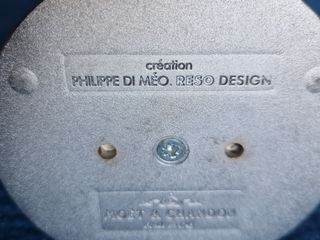 création
PHILIPPE DI MÉO. RESO DESIGN
MOËT & CHANDON